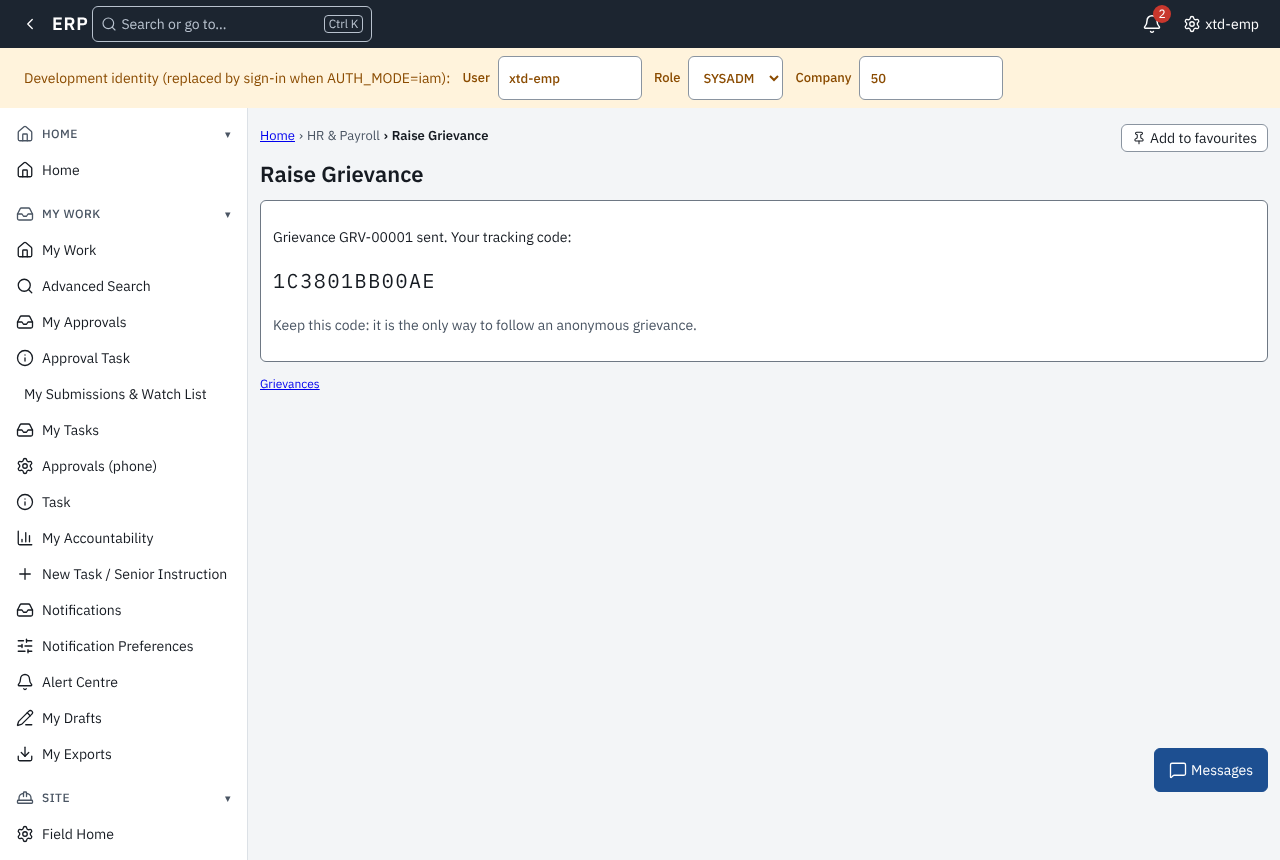 ERP
Search or go to...
Ctrl K
2
xtd-emp
Development identity (replaced by sign-in when AUTH_MODE=iam):
User
xtd-emp
Role
SYSADM
Company
50
HOME
Home
MY WORK
My Work
Advanced Search
My Approvals
Approval Task
My Submissions & Watch List
My Tasks
Approvals (phone)
Task
My Accountability
New Task / Senior Instruction
Notifications
Notification Preferences
Alert Centre
My Drafts
My Exports
SITE
Field Home
Home › HR & Payroll › Raise Grievance
Add to favourites
Raise Grievance
Grievance GRV-00001 sent. Your tracking code:
1C3801BB00AE
Keep this code: it is the only way to follow an anonymous grievance.
Grievances
Messages